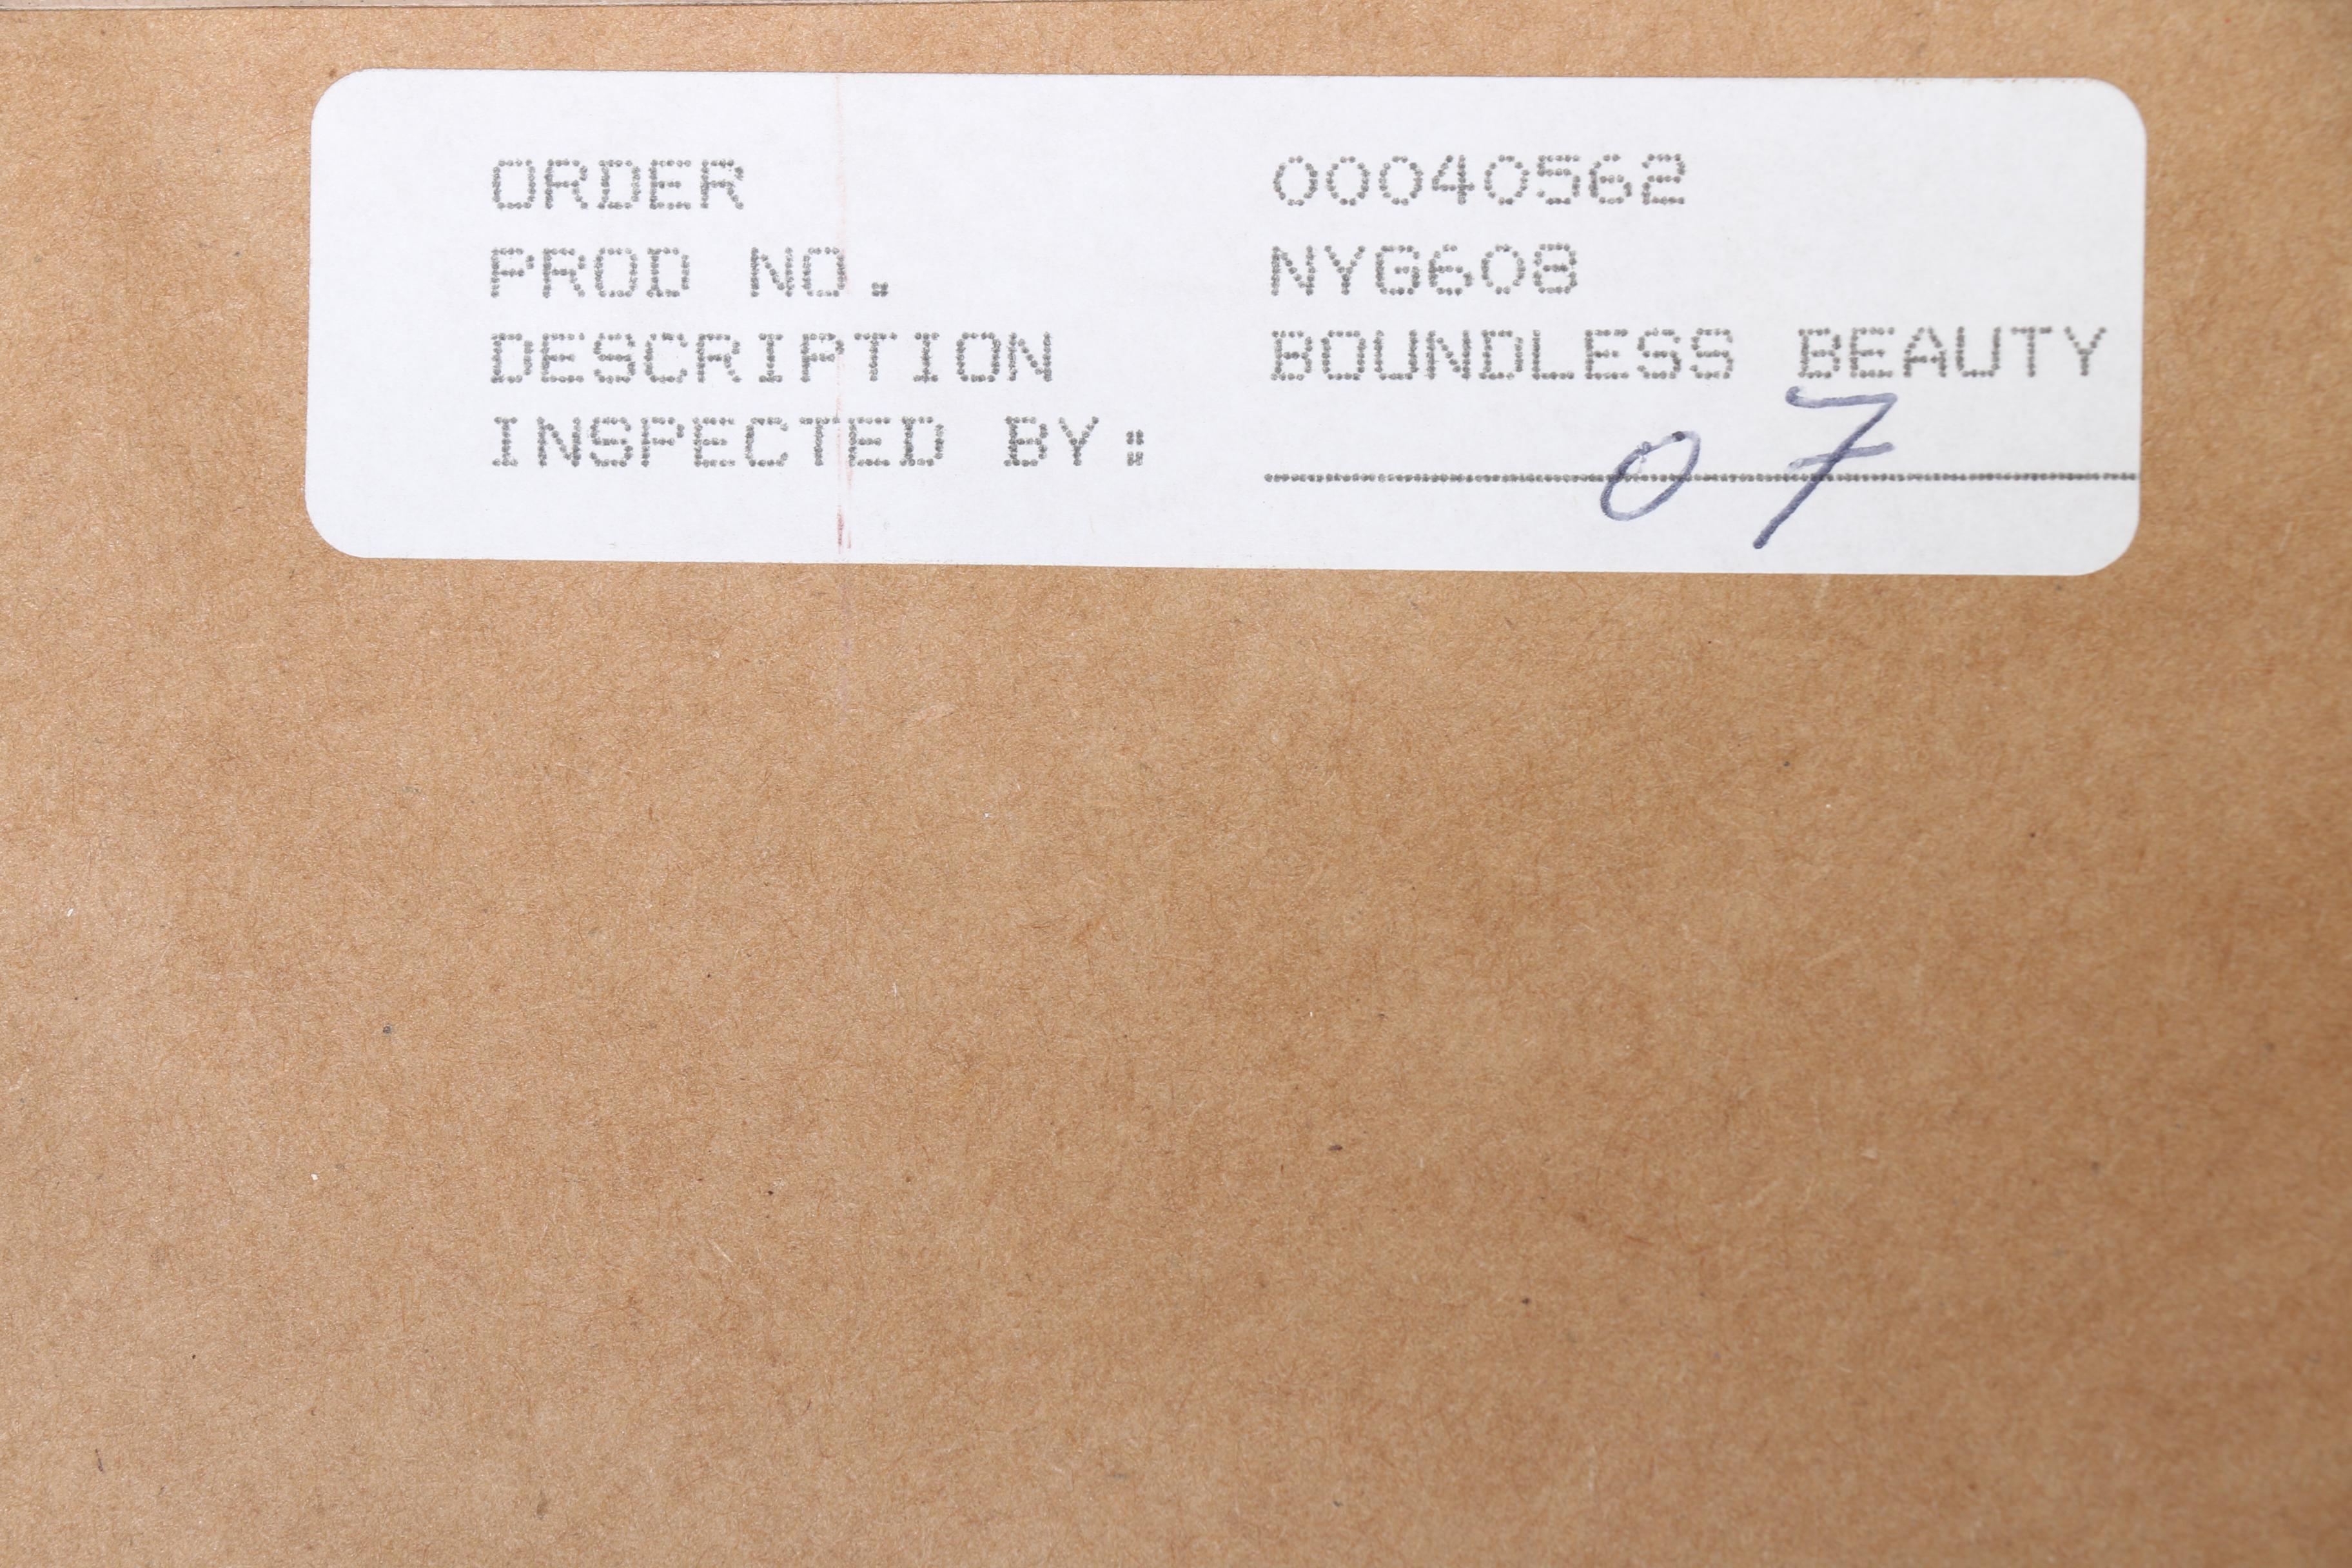 ORDER 00040562
PROD NO. NYG608
DESCRIPTION BOUNDLESS BEAUTY
INSPECTED BY: 07